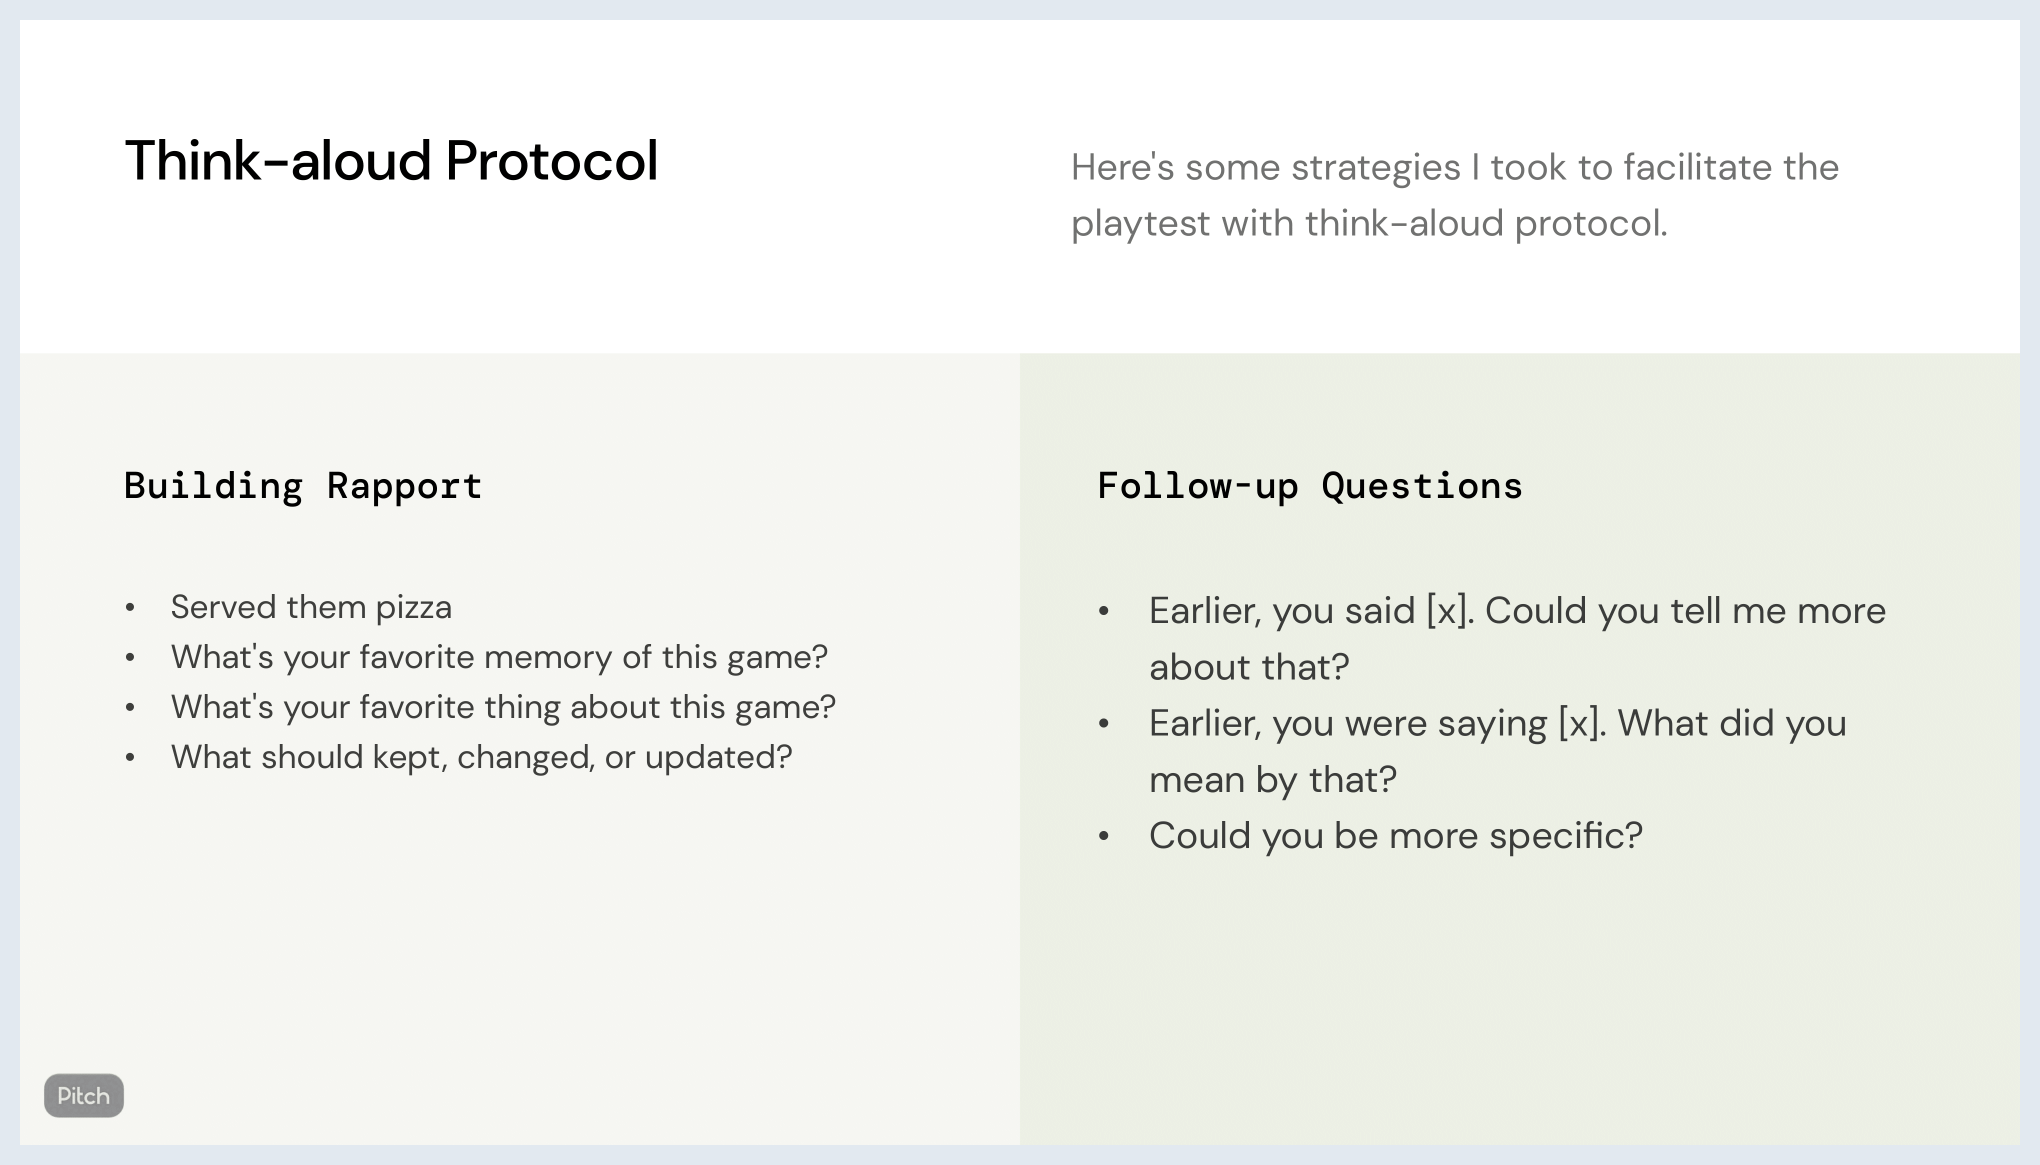 Think-aloud Protocol
Here's some strategies I took to facilitate the
playtest with think-aloud protocol.
Building Rapport
• Served them pizza
• What's your favorite memory of this game?
• What's your favorite thing about this game?
• What should kept, changed, or updated?
Follow-up Questions
• Earlier, you said [x]. Could you tell me more
about that?
• Earlier, you were saying [x]. What did you
mean by that?
• Could you be more specific?
Pitch